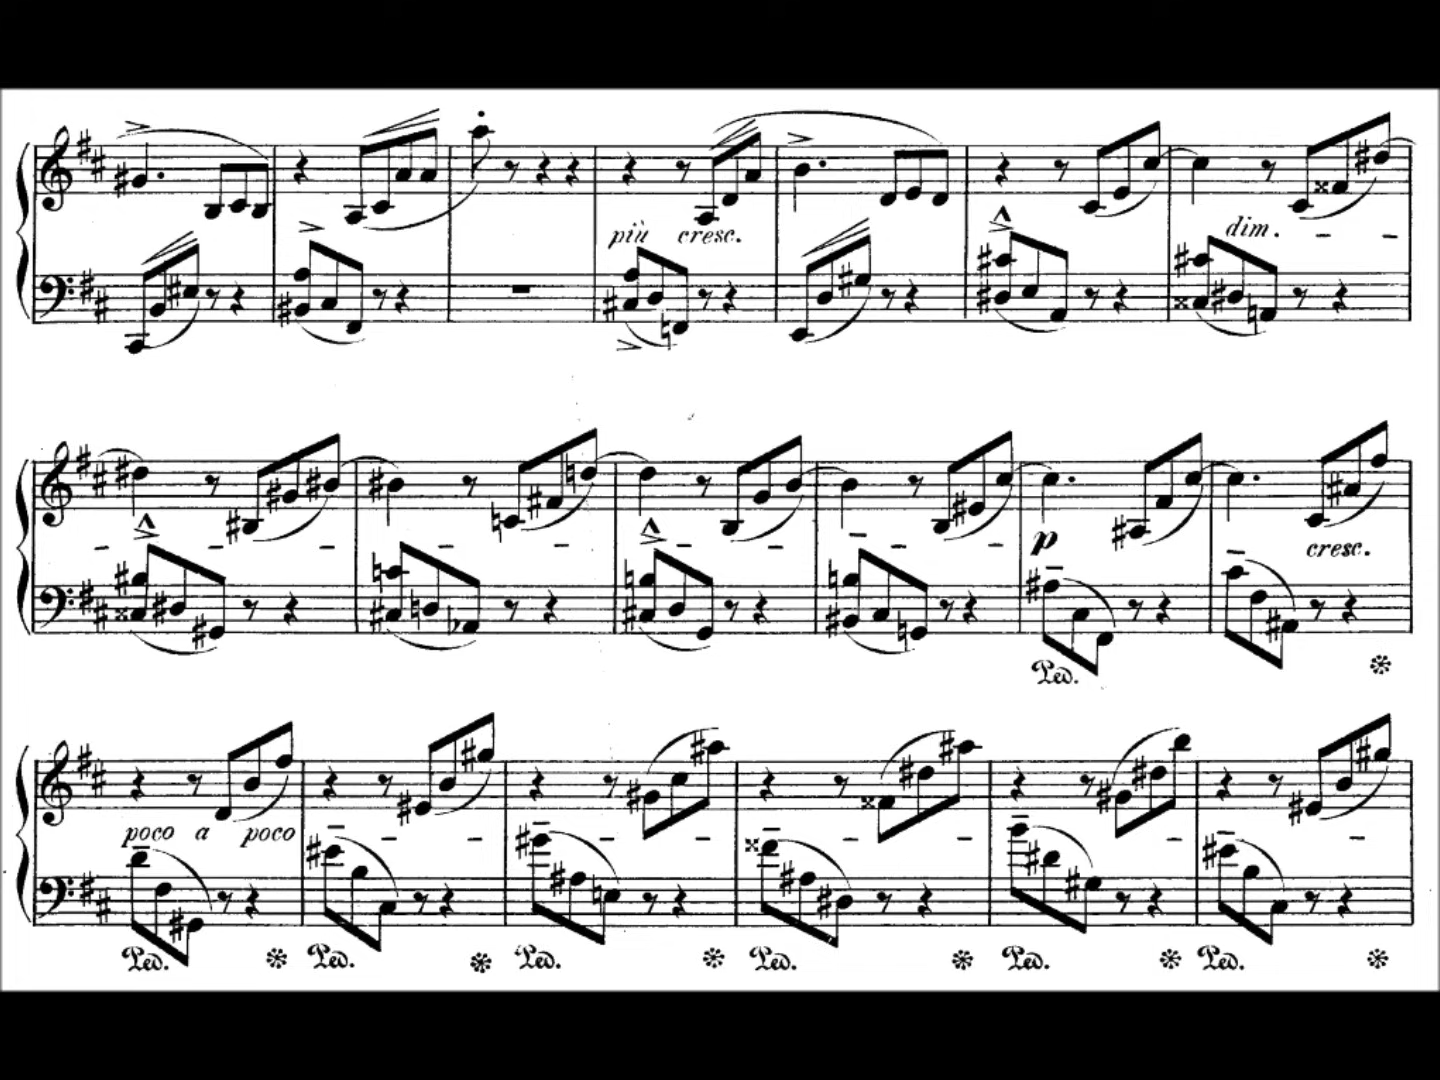 più cresc.
dim.
p
cresc.
Ped.
poco a poco
Ped. Ped. Ped. Ped. Ped. Ped.